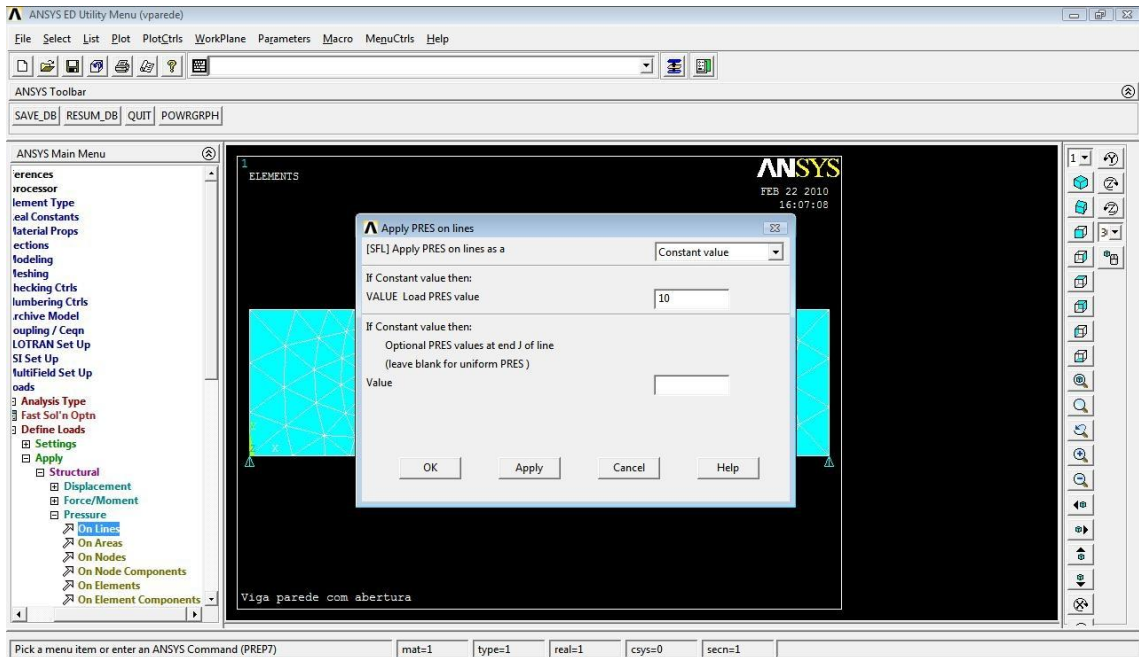 ANSYS ED Utility Menu (vparede)
File Select List Plot PlotCtrls WorkPlane Parameters Macro MenuCtrls Help
ANSYS Toolbar
SAVE_DB RESUM_DB QUIT POWRGRPH
ANSYS Main Menu
erences
rocessor
lement Type
eal Constants
aterial Props
ections
odeling
eshing
hecking Ctrls
umbering Ctrls
rchive Model
oupling / Ceqn
LOTRAN Set Up
SI Set Up
ultiField Set Up
oads
Analysis Type
Fast Sol'n Optn
Define Loads
Settings
Apply
Structural
Displacement
Force/Moment
Pressure
On Lines
On Areas
On Nodes
On Node Components
On Elements
On Element Components
1
ELEMENTS
ANSYS
FEB 22 2010
16:07:08
Apply PRES on lines
[SFL] Apply PRES on lines as a Constant value
If Constant value then:
VALUE Load PRES value 10
If Constant value then:
Optional PRES values at end J of line
(leave blank for uniform PRES )
Value
OK Apply Cancel Help
X
Viga parede com abertura
1
Pick a menu item or enter an ANSYS Command (PREP7) mat=1 type=1 real=1 csys=0 secn=1